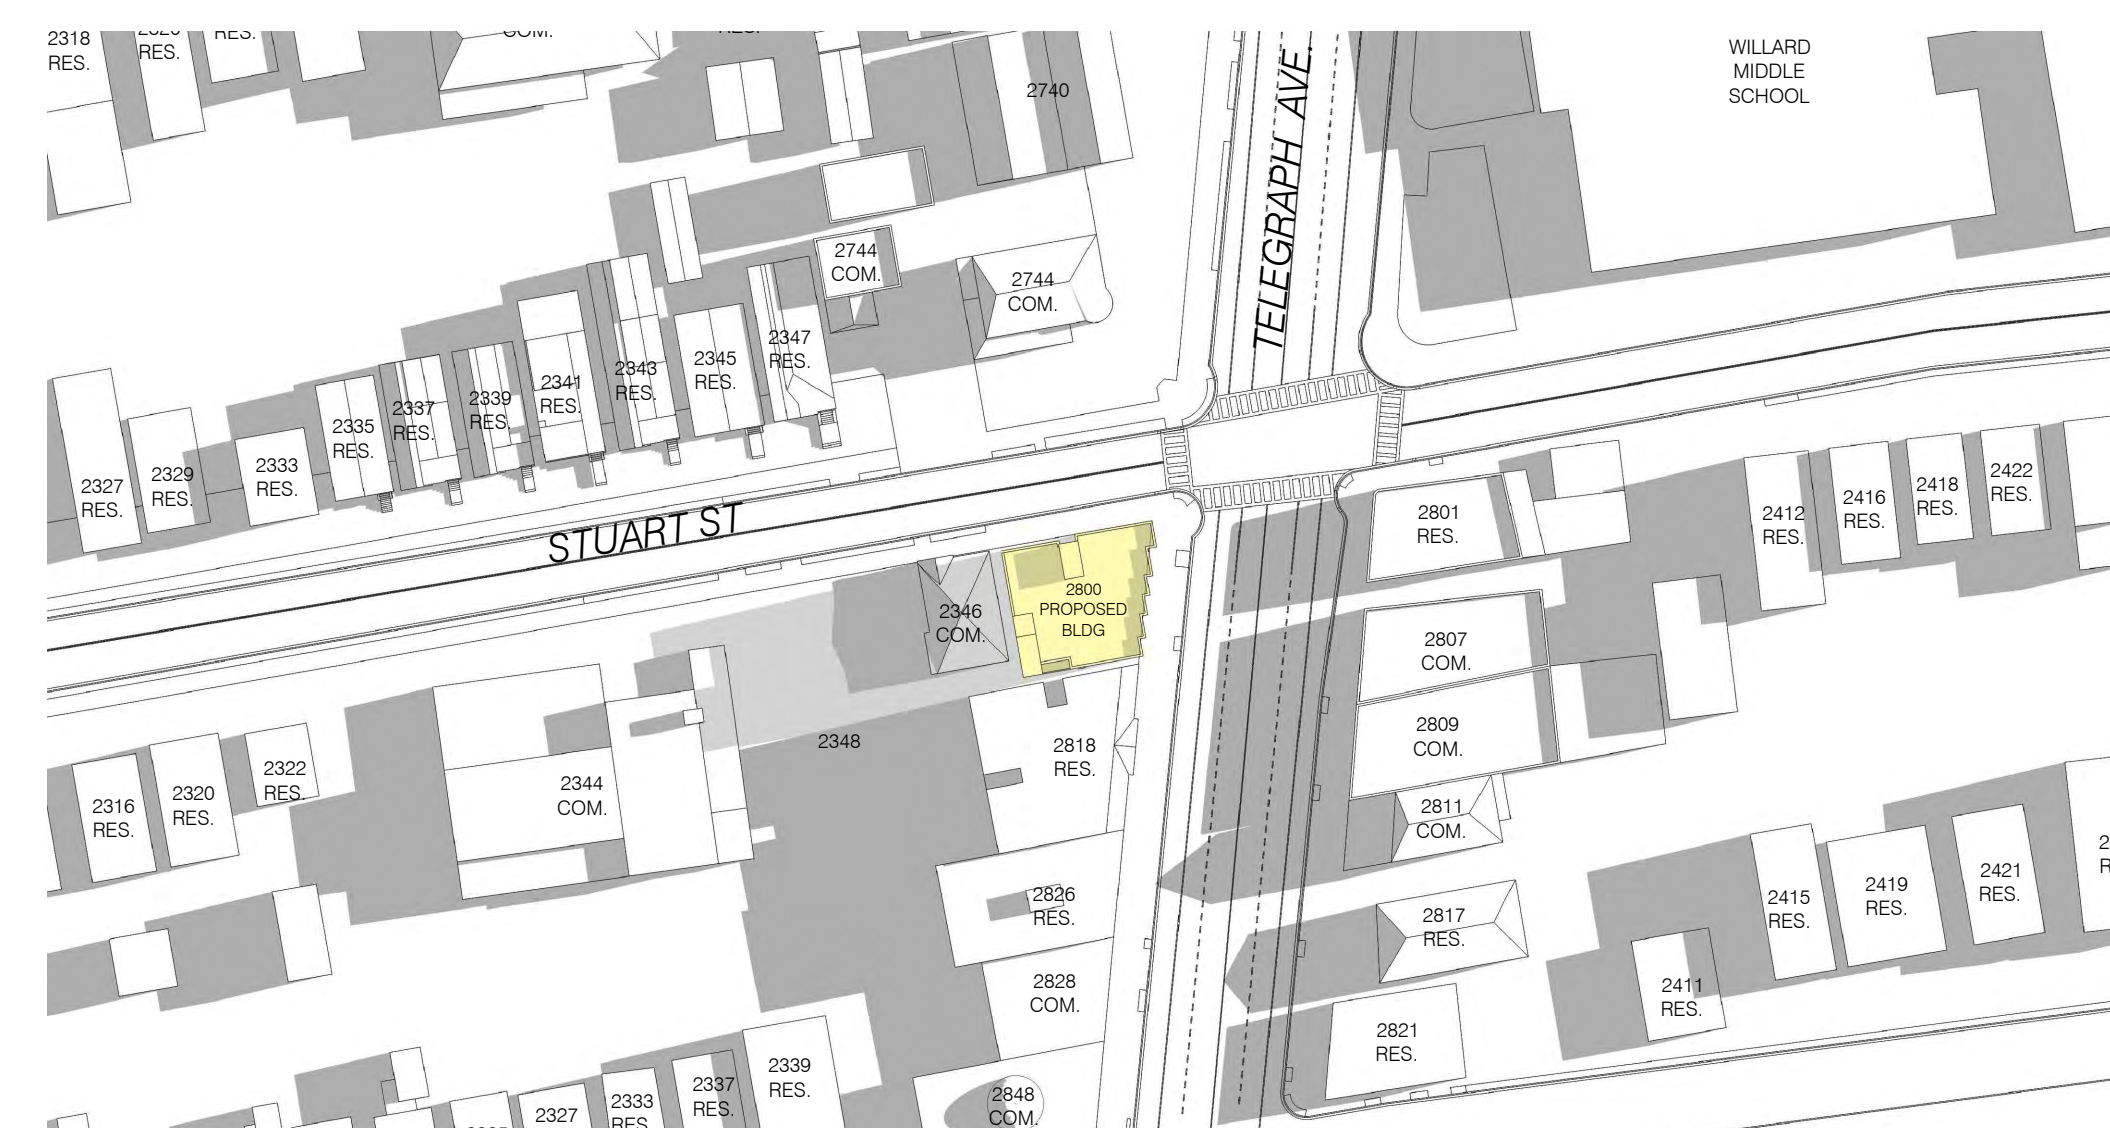 2318
RES.
RES.
RES.
COM.
RES.
2740
WILLARD
MIDDLE
SCHOOL
TELEGRAPH AVE.
2744
COM.
2744
COM.
2347
RES.
2345
RES.
2343
RES.
2341
RES.
2339
RES.
2337
RES.
2335
RES.
2333
RES.
2329
RES.
2327
RES.
STUART ST
2801
RES.
2412
RES.
2416
RES.
2418
RES.
2422
RES.
2346
COM.
2800
PROPOSED
BLDG
2807
COM.
2809
COM.
2348
2818
RES.
2344
COM.
2322
RES.
2320
RES.
2316
RES.
2811
COM.
2826
RES.
2817
RES.
2415
RES.
2419
RES.
2421
RES.
2828
COM.
2411
RES.
2821
RES.
2339
RES.
2337
RES.
2333
RES.
2327
2848
COM.